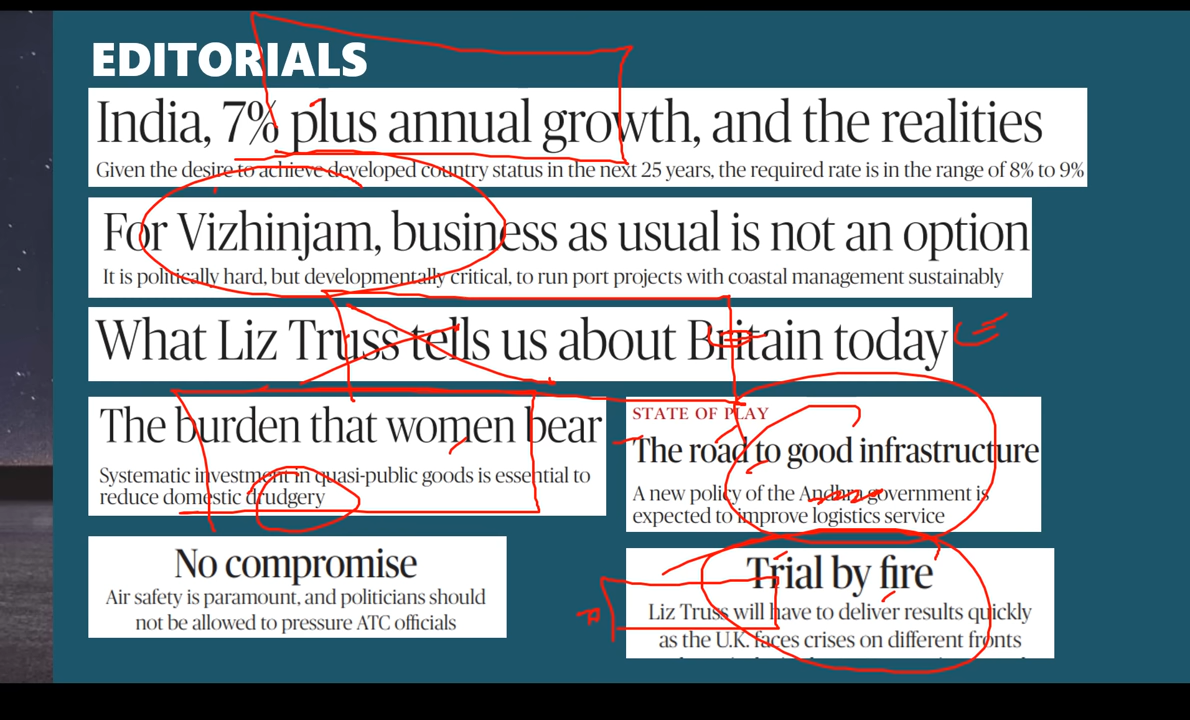 EDITORIALS
India, 7% plus annual growth, and the realities
Given the desire to achieve developed country status in the next 25 years, the required rate is in the range of 8% to 9%
For Vizhinjam, business as usual is not an option
It is politically hard, but developmentally critical, to run port projects with coastal management sustainably
What Liz Truss tells us about Britain today
The burden that women bear
Systematic investment in quasi-public goods is essential to
reduce domestic drudgery
STATE OF PLAY
The road to good infrastructure
A new policy of the Andhra government is
expected to improve logistics service
No compromise
Air safety is paramount, and politicians should
not be allowed to pressure ATC officials
Trial by fire
Liz Truss will have to deliver results quickly
as the U.K. faces crises on different fronts